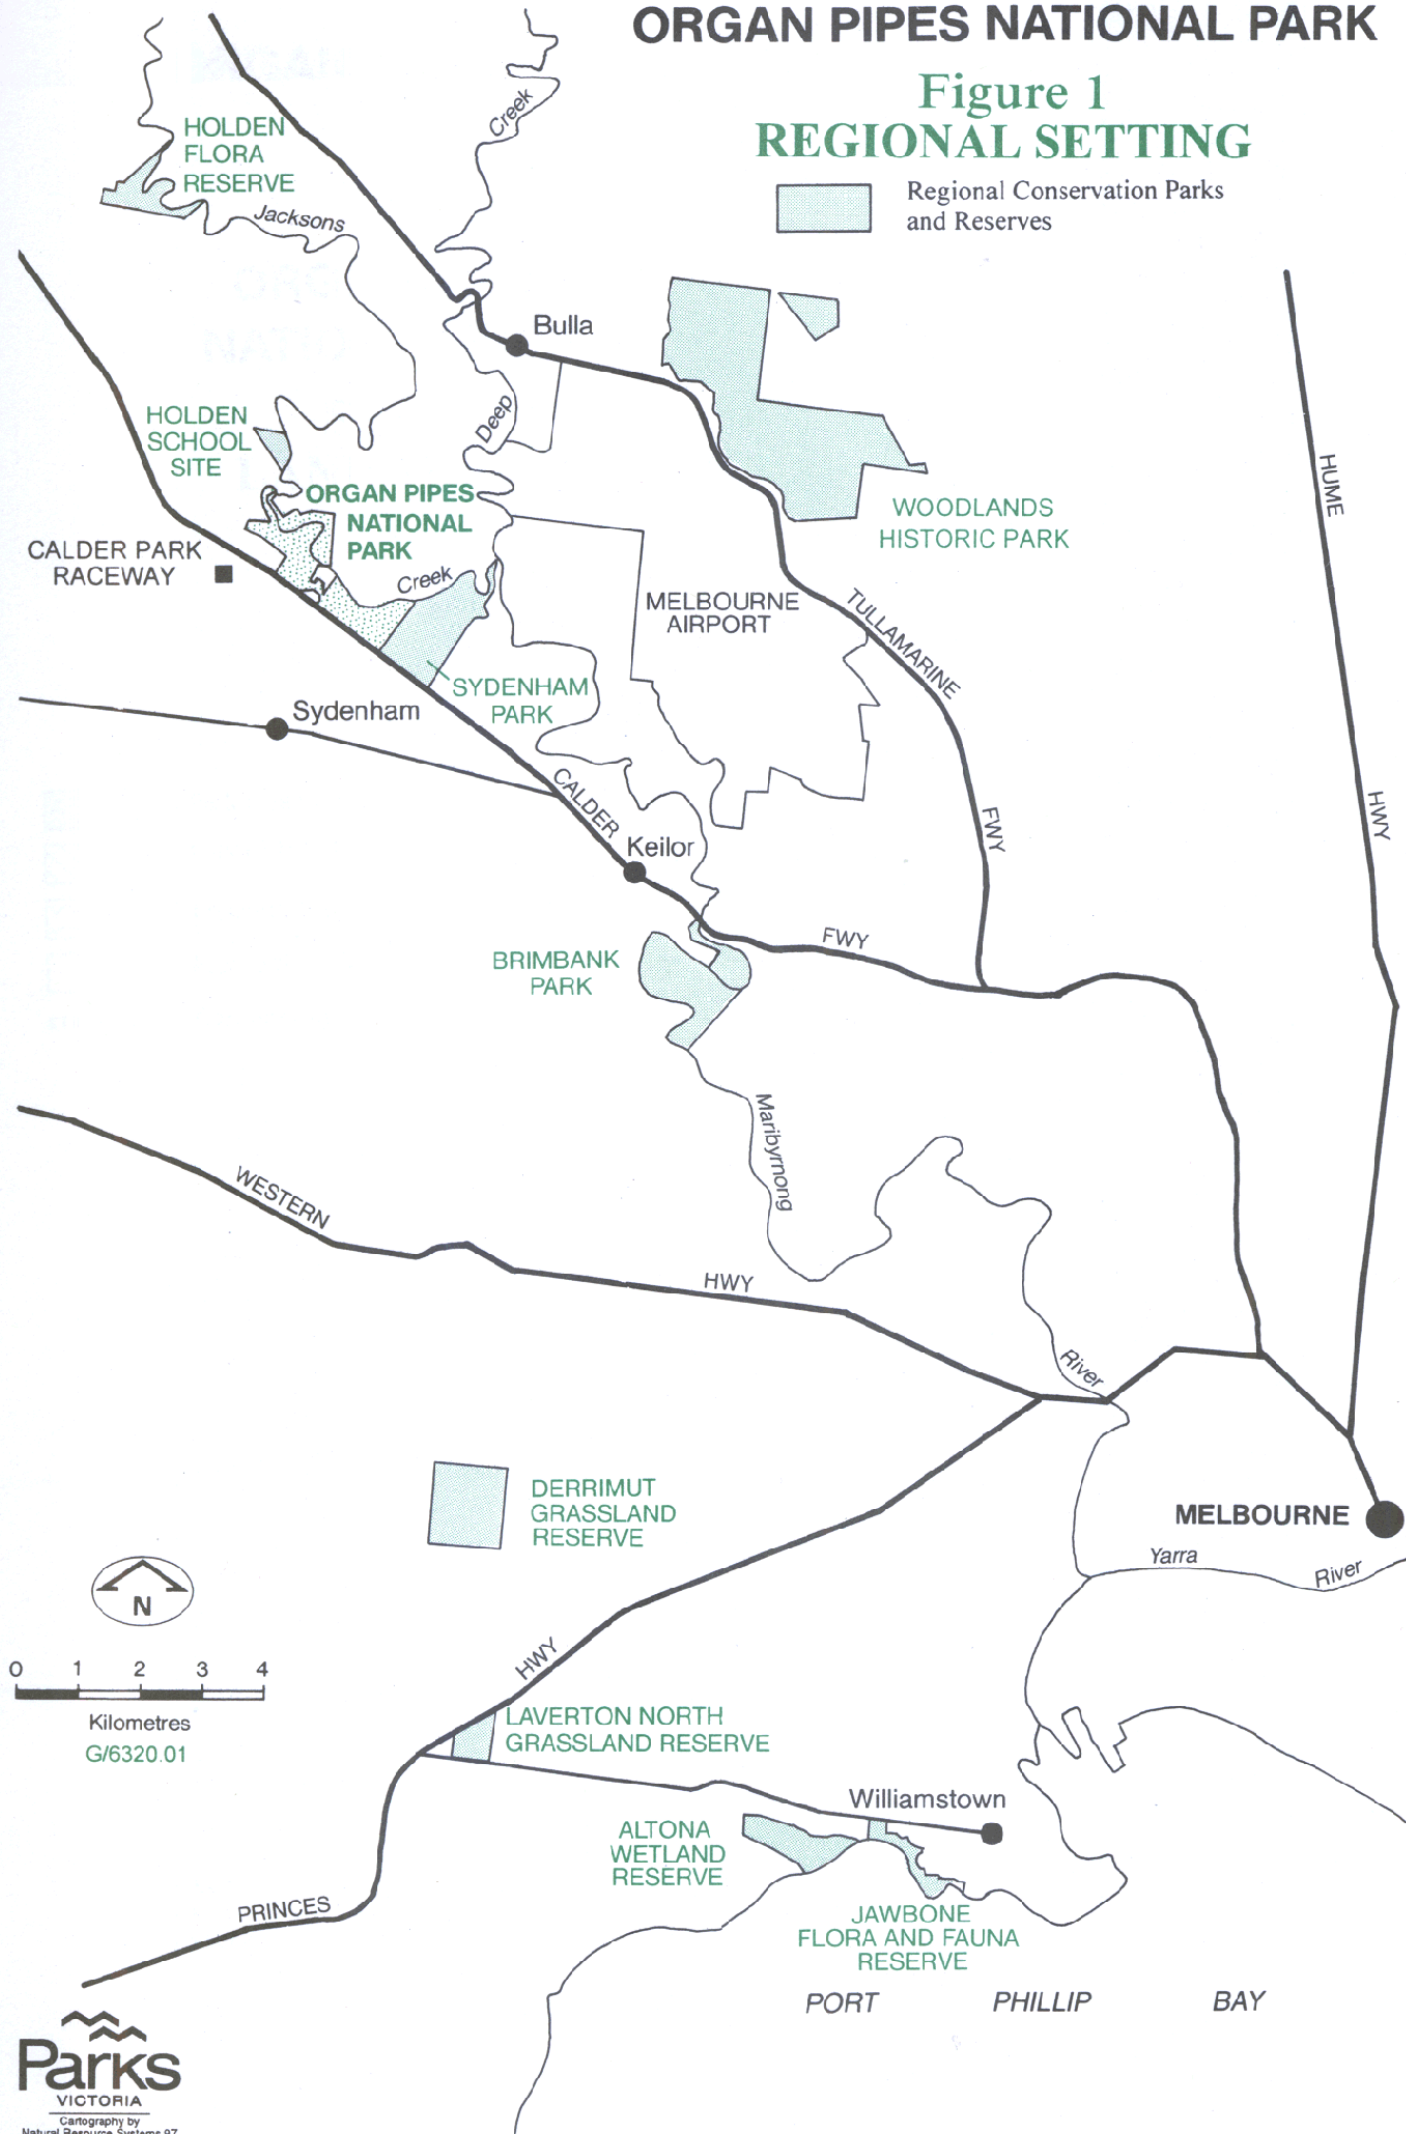 ORGAN PIPES NATIONAL PARK
Figure 1
REGIONAL SETTING
Regional Conservation Parks
and Reserves
Creek
HOLDEN
FLORA
RESERVE
Jacksons
Bulla
Deep
HOLDEN
SCHOOL
SITE
ORGAN PIPES
NATIONAL
PARK
CALDER PARK
RACEWAY
Creek
WOODLANDS
HISTORIC PARK
HUME
HWY
MELBOURNE
AIRPORT
TULLAMARINE
FWY
SYDENHAM
PARK
Sydenham
CALDER
FWY
Keilor
BRIMBANK
PARK
Maribyrnong
River
WESTERN
HWY
DERRIMUT
GRASSLAND
RESERVE
MELBOURNE
Yarra
River
N
0 1 2 3 4
Kilometres
G/6320.01
HWY
LAVERTON NORTH
GRASSLAND RESERVE
Williamstown
ALTONA
WETLAND
RESERVE
PRINCES
JAWBONE
FLORA AND FAUNA
RESERVE
PORT PHILLIP BAY
Parks
VICTORIA
Cartography by
Natural Resource Systems 97